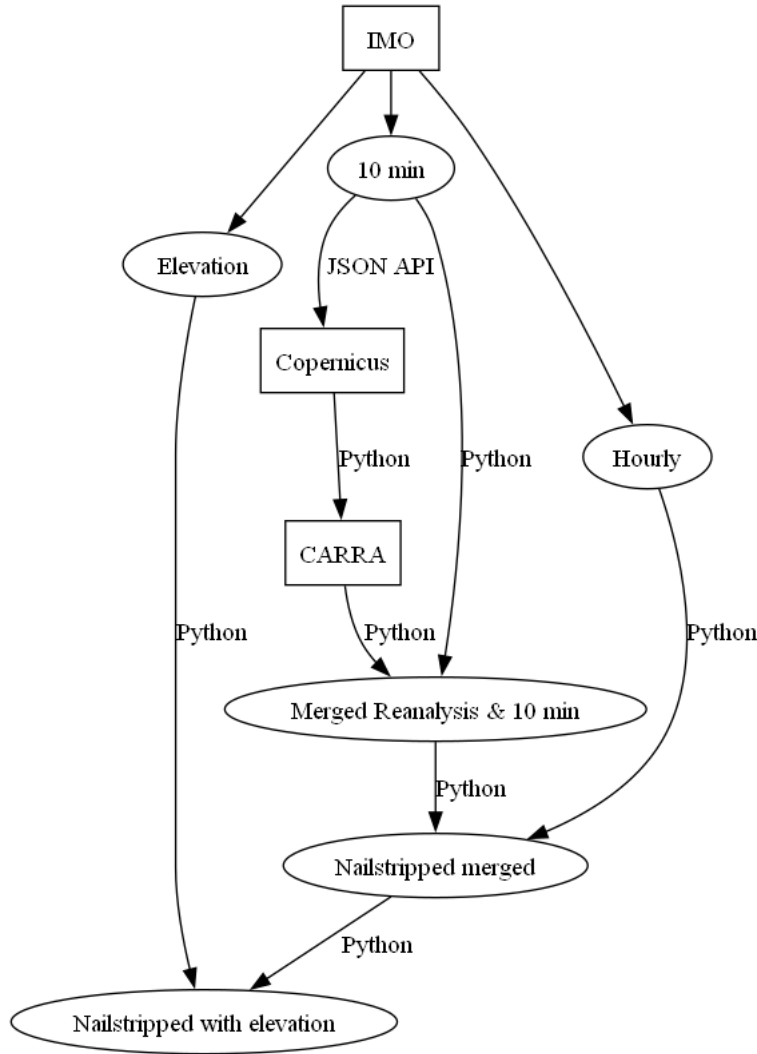 IMO
10 min
Elevation
JSON API
Copernicus
Python
Python
Hourly
CARRA
Python
Python
Python
Merged Reanalysis & 10 min
Python
Nailstripped merged
Python
Nailstripped with elevation